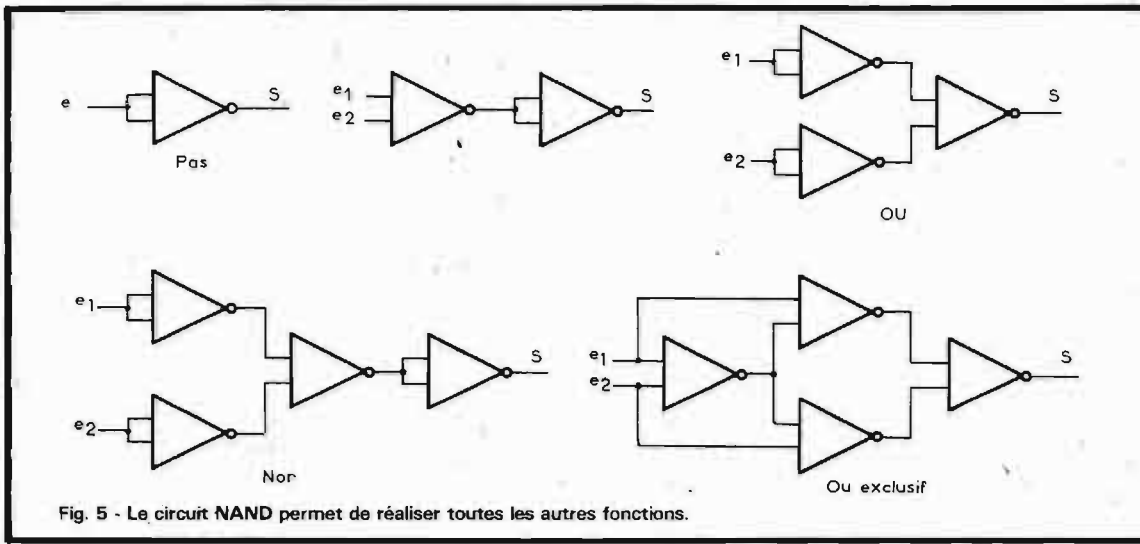 e
S
Pas
e1
e2
S
e1
e2
S
OU
e1
e2
S
Nor
e1
e2
S
Ou exclusif
Fig. 5 - Le circuit NAND permet de réaliser toutes les autres fonctions.